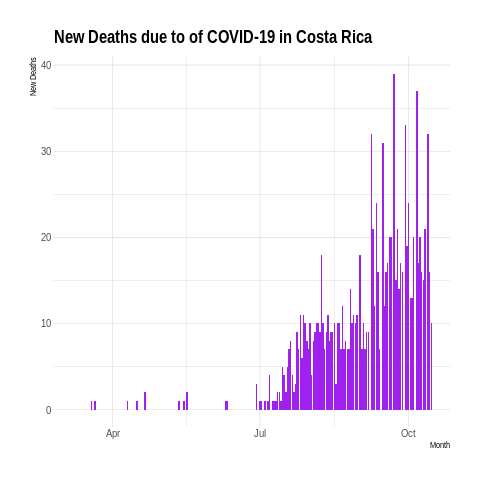 New Deaths due to of COVID-19 in Costa Rica
New Deaths
40
30
20
10
0
Apr
Jul
Oct
Month